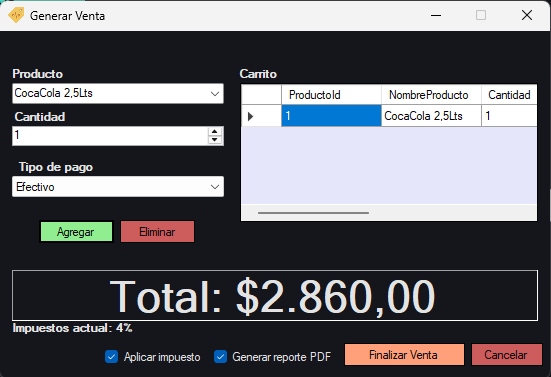 Generar Venta
Producto
CocaCola 2,5Lts
Cantidad
1
Tipo de pago
Efectivo
Agregar Eliminar
Carrito
ProductoId NombreProducto Cantidad
1 CocaCola 2,5Lts 1
Total: $2.860,00
Impuestos actual: 4%
Aplicar impuesto Generar reporte PDF Finalizar Venta Cancelar